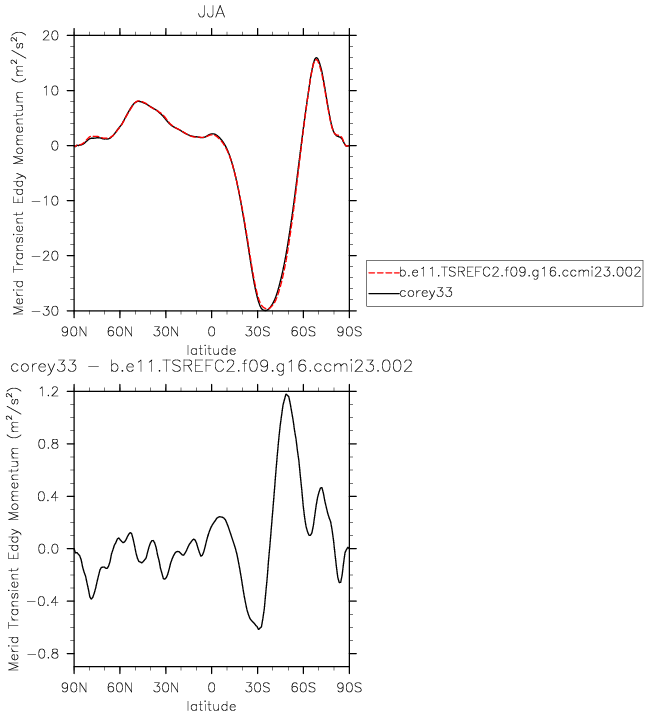 JJA
Merid Transient Eddy Momentum (m²/s²)
20
10
0
−10
−20
−30
90N 60N 30N 0 30S 60S 90S
latitude
b.e11.TSREFC2.f09.g16.ccmi23.002
corey33
corey33 − b.e11.TSREFC2.f09.g16.ccmi23.002
Merid Transient Eddy Momentum (m²/s²)
1.2
0.8
0.4
0.0
−0.4
−0.8
90N 60N 30N 0 30S 60S 90S
latitude